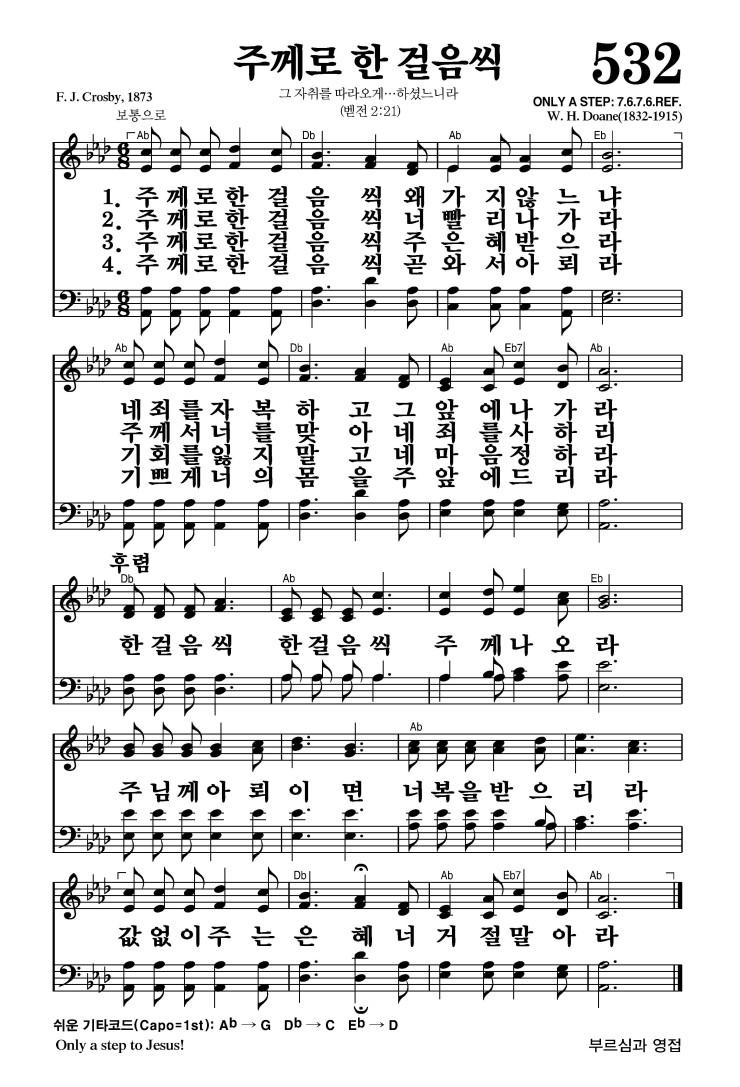 주께로 한 걸음씩
532
F. J. Crosby, 1873
그 자취를 따라오게…하셨느니라
ONLY A STEP: 7.6.7.6.REF.
보통으로
(벧전 2:21)
W. H. Doane(1832-1915)
Ab Db Ab Eb
6/8
1. 주께로한 걸음 씩 왜 가 지않느 냐
2. 주께로한 걸음 씩 너 빨 리나가 라
3. 주께로한 걸음 씩 주 은 혜받으 라
4. 주께로한 걸음 씩 곧 와 서아뢰 라
6/8
Ab Db Ab Eb7 Ab
네죄를자 복하 고 그 앞 에나가 라
주께서너 를맞 아 네 죄 를사하 리
기회를잃 지말 고 네 마 음정하 라
기쁘게너 의몸 을 주 앞 에드리 라
후렴
Db Ab Eb
한걸음씩 한걸음씩 주 께나오 라
Ab
주님께아뢰 이 면 너복을받으 리 라
Db Ab Eb7 Ab
값없이주 는은 혜 너 거 절말아 라
쉬운 기타코드(Capo=1st): Ab → G Db → C Eb → D
Only a step to Jesus!
부르심과 영접